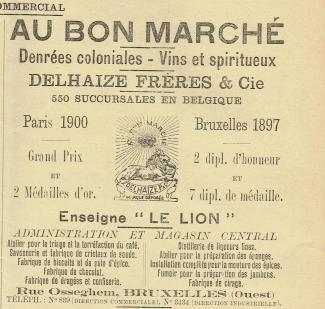 OMMERCIAL
AU BON MARCHÉ
Denrées coloniales - Vins et spiritueux
DELHAIZE FRÈRES & Cie
550 SUCCURSALES EN BELGIQUE
Paris 1900
Grand Prix
ET
2 Médailles d'or.
MARCHÉ
DELHAIZE
Bruxelles 1897
2 dipl. d'honneur
ET
7 dipl. de médaille.
Enseigne "LE LION"
ADMINISTRATION ET MAGASIN CENTRAL
Atelier pour le triage et la torréfaction du café.
Savonnerie et fabrique de cristaux de soude.
Fabrique de biscuits et de pain d'épice.
Fabrique de chocolat.
Fabrique de dragées et confiserie.
Distillerie de liqueurs fines.
Atelier pour la préparation des éponges.
Installation complète pour la mouture des épices.
Fumoir pour la préparation des jambons.
Fabrique de cirage.
Rue Osseghem, BRUXELLES (Ouest)
TÉLÉPH.: Nº 839 (DIRECTION COMMERCIALE). Nº 3434 (DIRECTION INDUSTRIELLE).